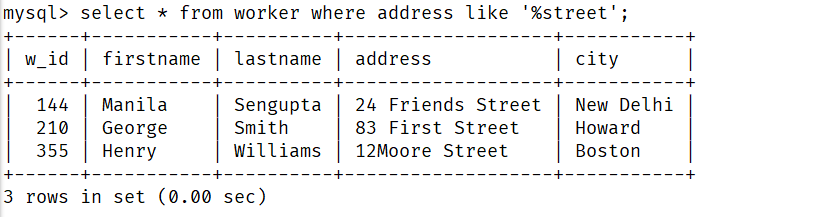 mysql> select * from worker where address like '%street';
+------+-----------+----------+-------------------+-----------+
| w_id | firstname | lastname | address           | city      |
+------+-----------+----------+-------------------+-----------+
|  144 | Manila    | Sengupta | 24 Friends Street | New Delhi |
|  210 | George    | Smith    | 83 First Street   | Howard    |
|  355 | Henry     | Williams | 12Moore Street    | Boston    |
+------+-----------+----------+-------------------+-----------+
3 rows in set (0.00 sec)